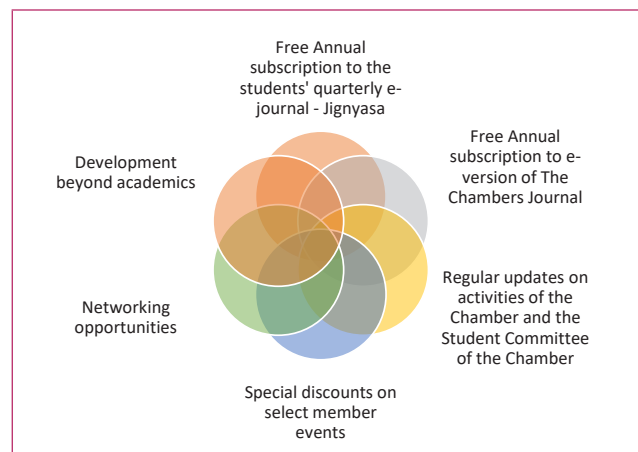 Free Annual
subscription to the
students' quarterly e-
journal - Jignyasa
Free Annual
subscription to e-
version of The
Chambers Journal
Regular updates on
activities of the
Chamber and the
Student Committee
of the Chamber
Special discounts on
select member
events
Networking
opportunities
Development
beyond academics